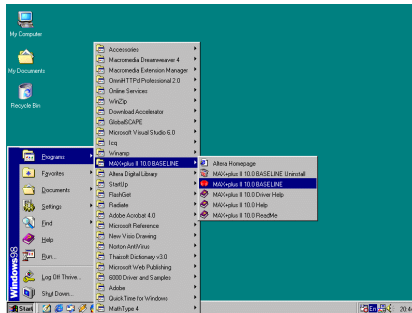 My Computer
My Documents
Recycle Bin
Programs
Favorites
Documents
Settings
Find
Help
Run...
Log Off Thrive...
Shut Down...
Windows98
Accessories
Macromedia Dreamweaver 4
Macromedia Extension Manager
OmniHTTPd Professional 2.0
Online Services
WinZip
Download Accelerator
GlobalSCAPE
Microsoft Visual Studio 6.0
Icq
Winamp
MAX+plus II 10.0 BASELINE
Altera Digital Library
StartUp
FlashGet
Radiate
Adobe Acrobat 4.0
Microsoft Reference
New Visio Drawing
Norton AntiVirus
Thaisoft Dictionary v3.0
Microsoft Web Publishing
6000 Driver and Samples
Adobe
QuickTime for Windows
MathType 4
Altera Homepage
MAX+plus II 10.0 BASELINE Uninstall
MAX+plus II 10.0 BASELINE
MAX+plus II 10.0 Driver Help
MAX+plus II 10.0 Help
MAX+plus II 10.0 ReadMe
Start
En